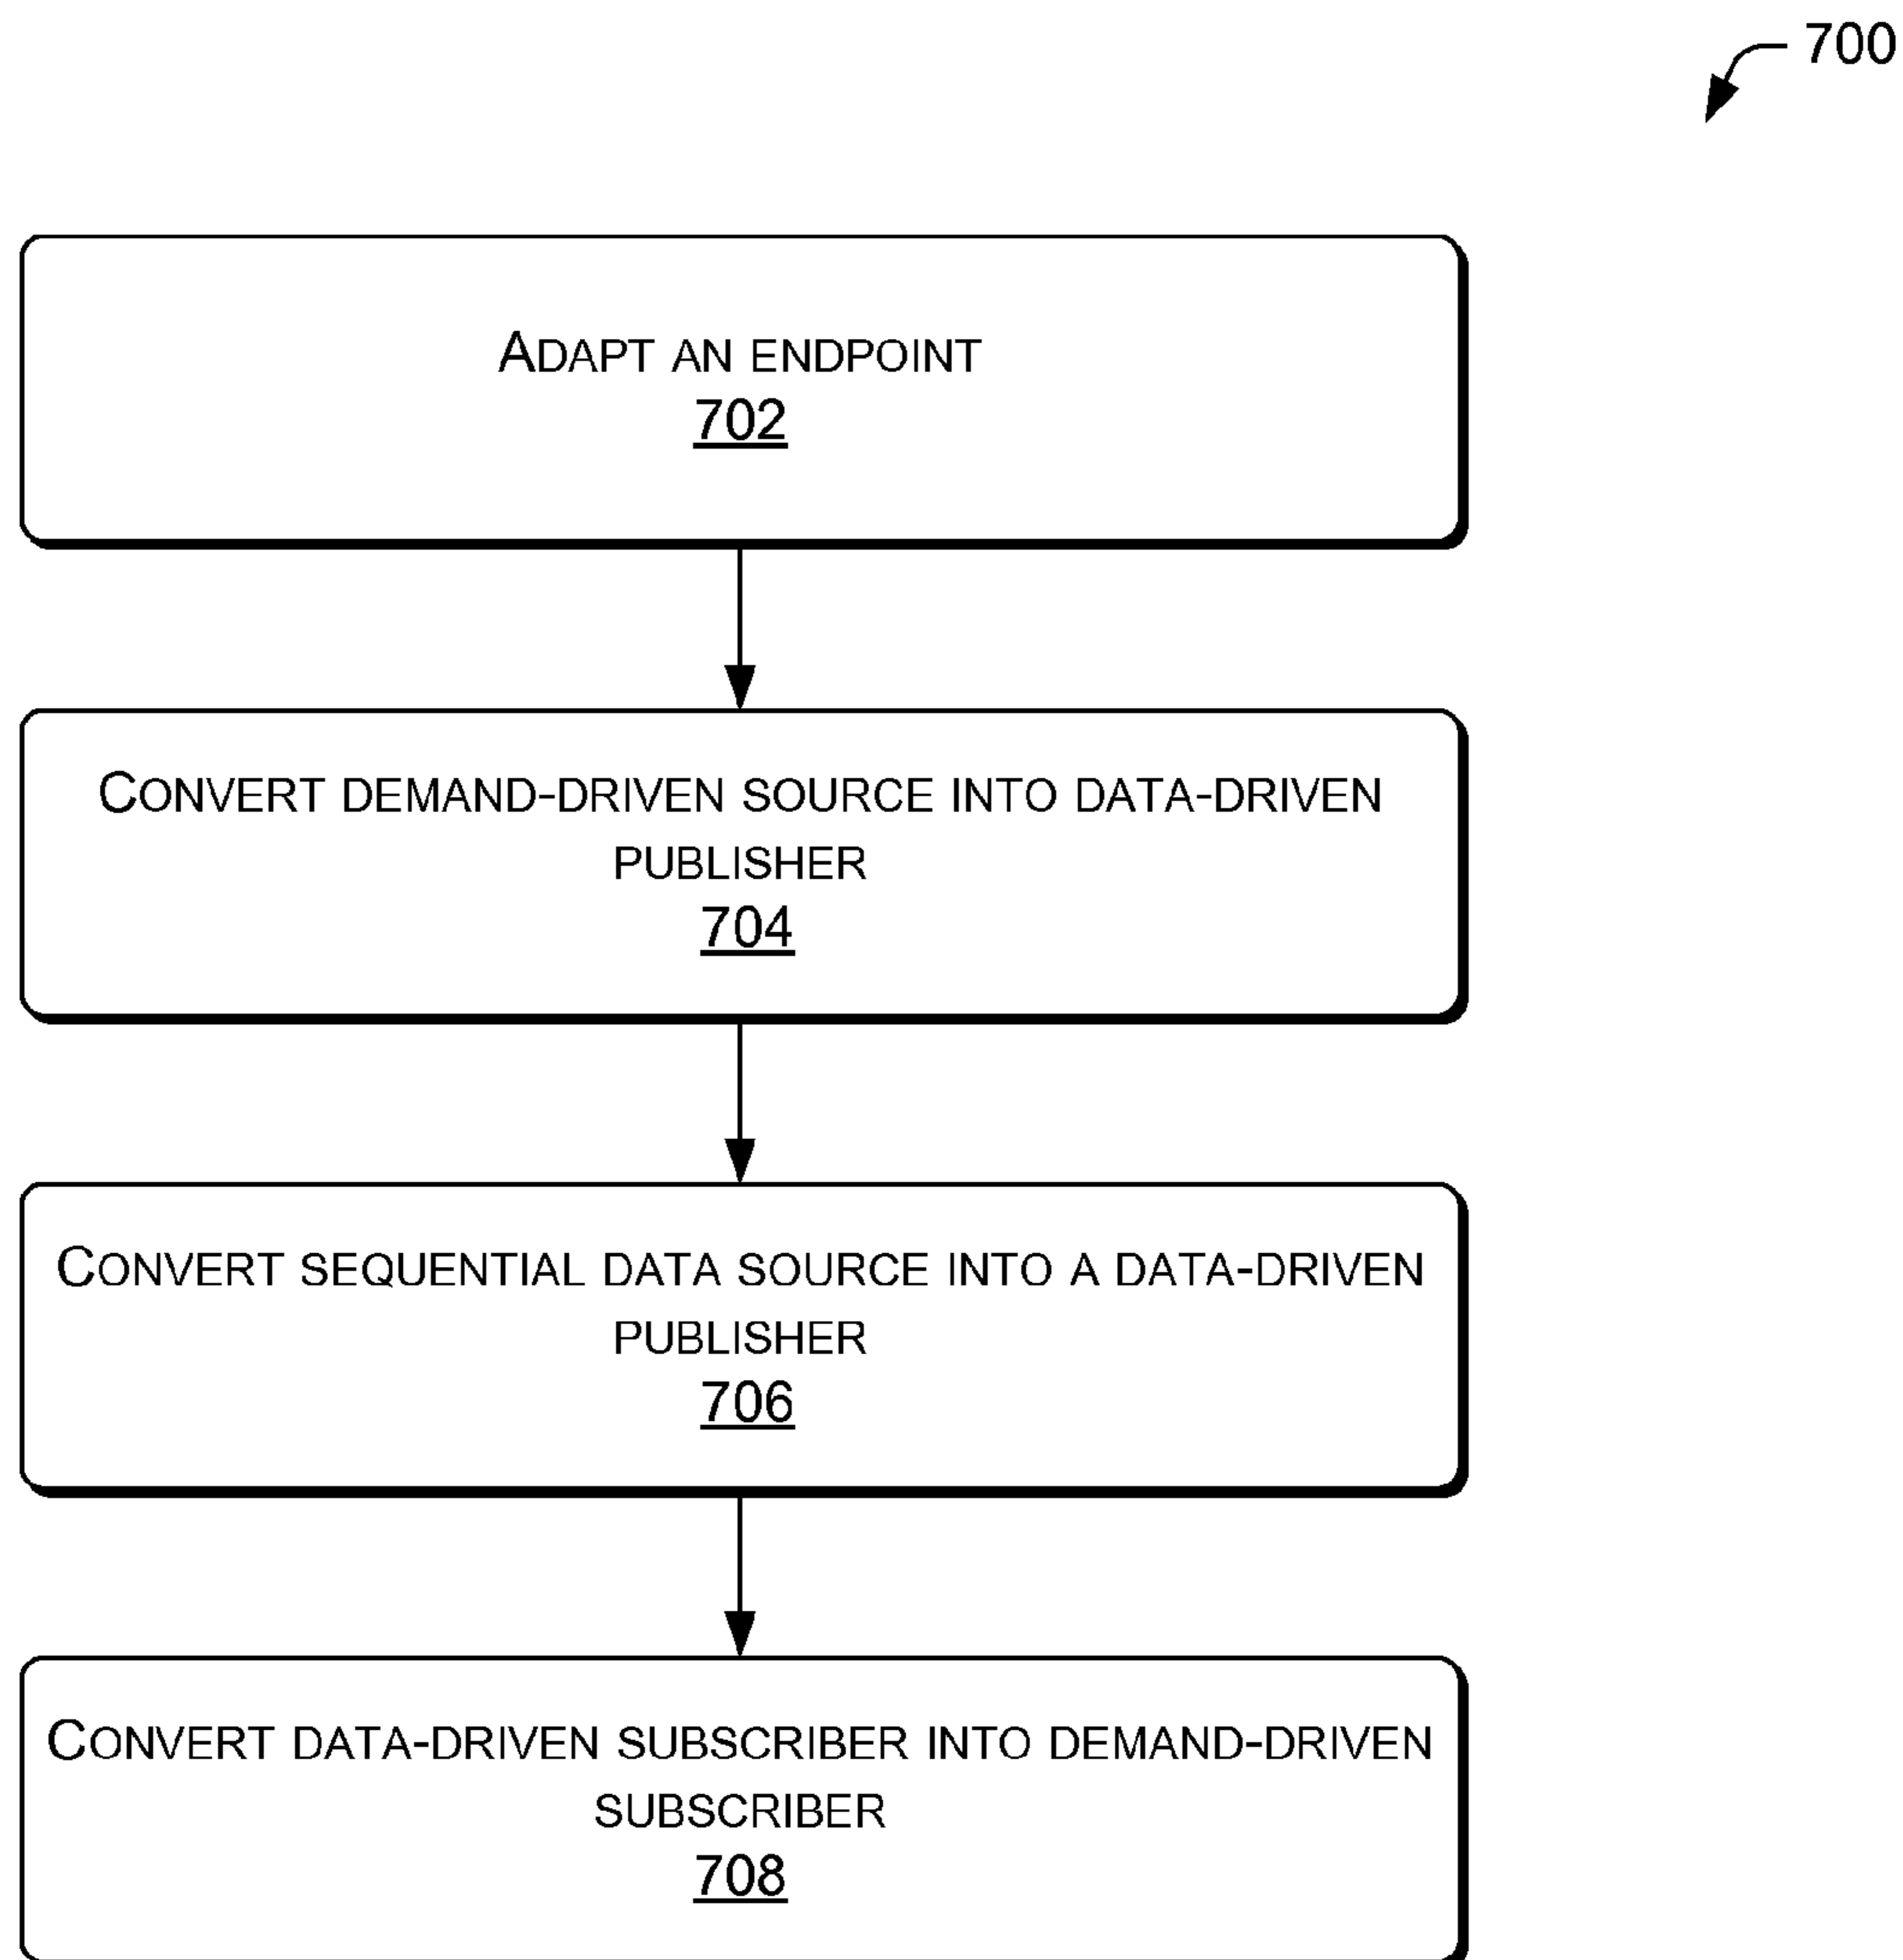 700
ADAPT AN ENDPOINT
702
CONVERT DEMAND-DRIVEN SOURCE INTO DATA-DRIVEN
PUBLISHER
704
CONVERT SEQUENTIAL DATA SOURCE INTO A DATA-DRIVEN
PUBLISHER
706
CONVERT DATA-DRIVEN SUBSCRIBER INTO DEMAND-DRIVEN
SUBSCRIBER
708